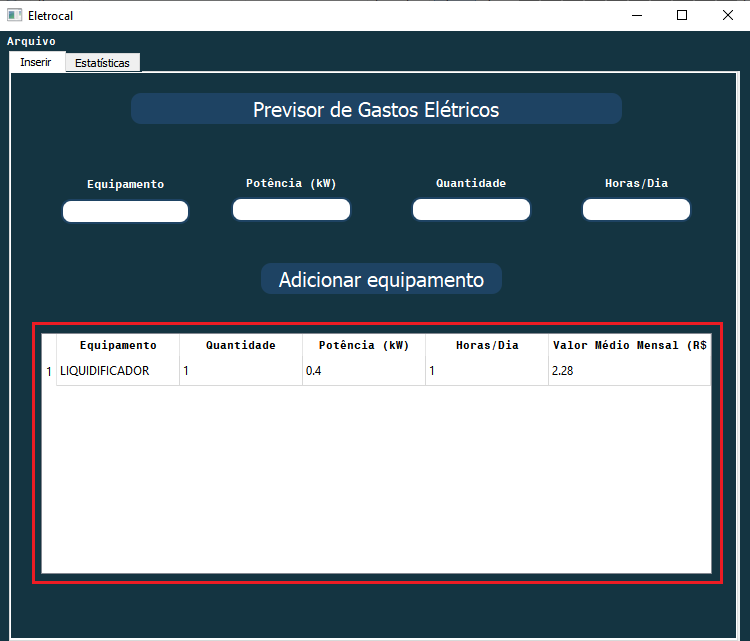 Eletrocal
Arquivo
Inserir Estatísticas
Previsor de Gastos Elétricos
Equipamento Potência (kW) Quantidade Horas/Dia
Adicionar equipamento
Equipamento Quantidade Potência (kW) Horas/Dia Valor Médio Mensal (R$
1 LIQUIDIFICADOR 1 0.4 1 2.28